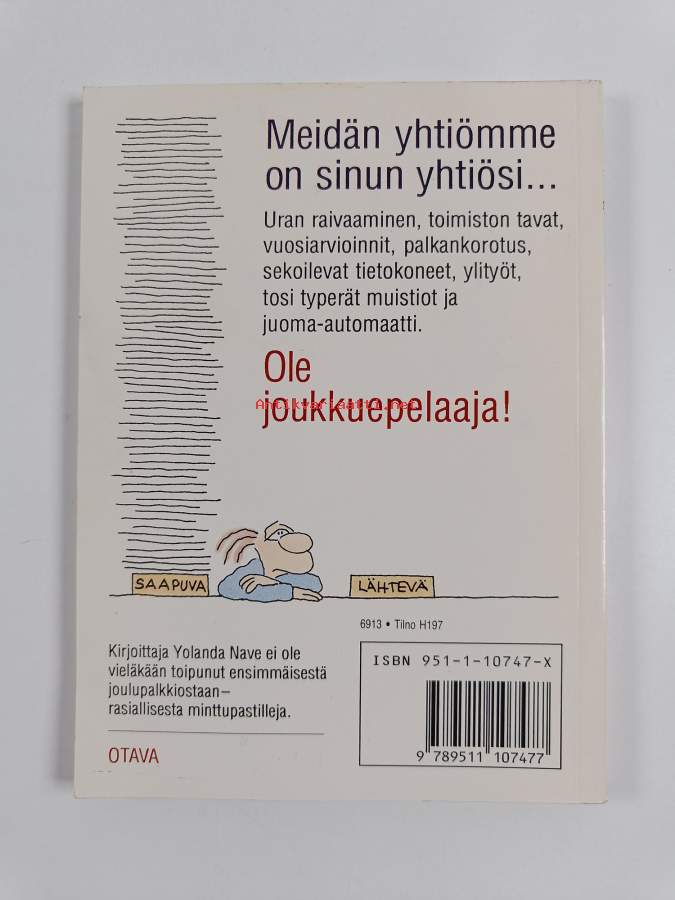 Meidän yhtiömme
on sinun yhtiösi...
Uran raivaaminen, toimiston tavat,
vuosiarvioinnit, palkankorotus,
sekoilevat tietokoneet, ylityöt,
tosi typerät muistiot ja
juoma-automaatti.
Ole
joukkuepelaaja!
Antikvariaatti.net
SAAPUVA
LÄHTEVÄ
6913 • Tilno H197
Kirjoittaja Yolanda Nave ei ole
vieläkään toipunut ensimmäisestä
joulupalkkiostaan–
rasiallisesta minttupastilleja.
OTAVA
ISBN 951-1-10747-X
9 789511 107477